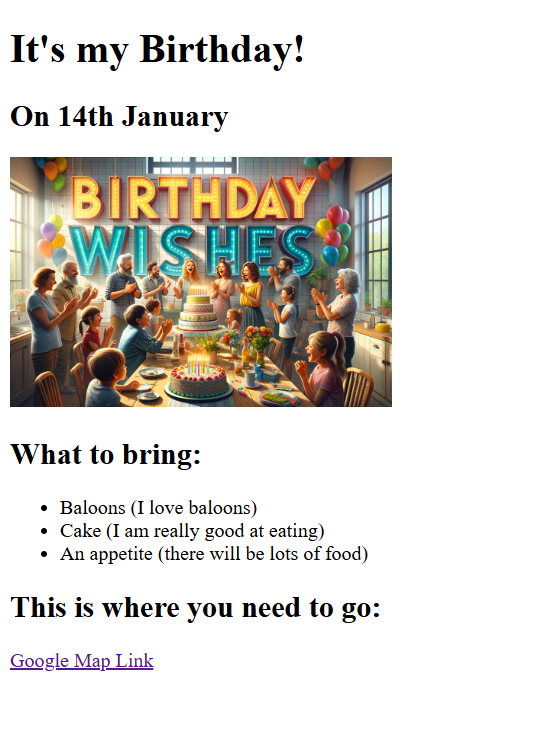 It's my Birthday!
On 14th January
BIRTHDAY
WISHES
What to bring:
Baloons (I love baloons)
Cake (I am really good at eating)
An appetite (there will be lots of food)
This is where you need to go:
Google Map Link